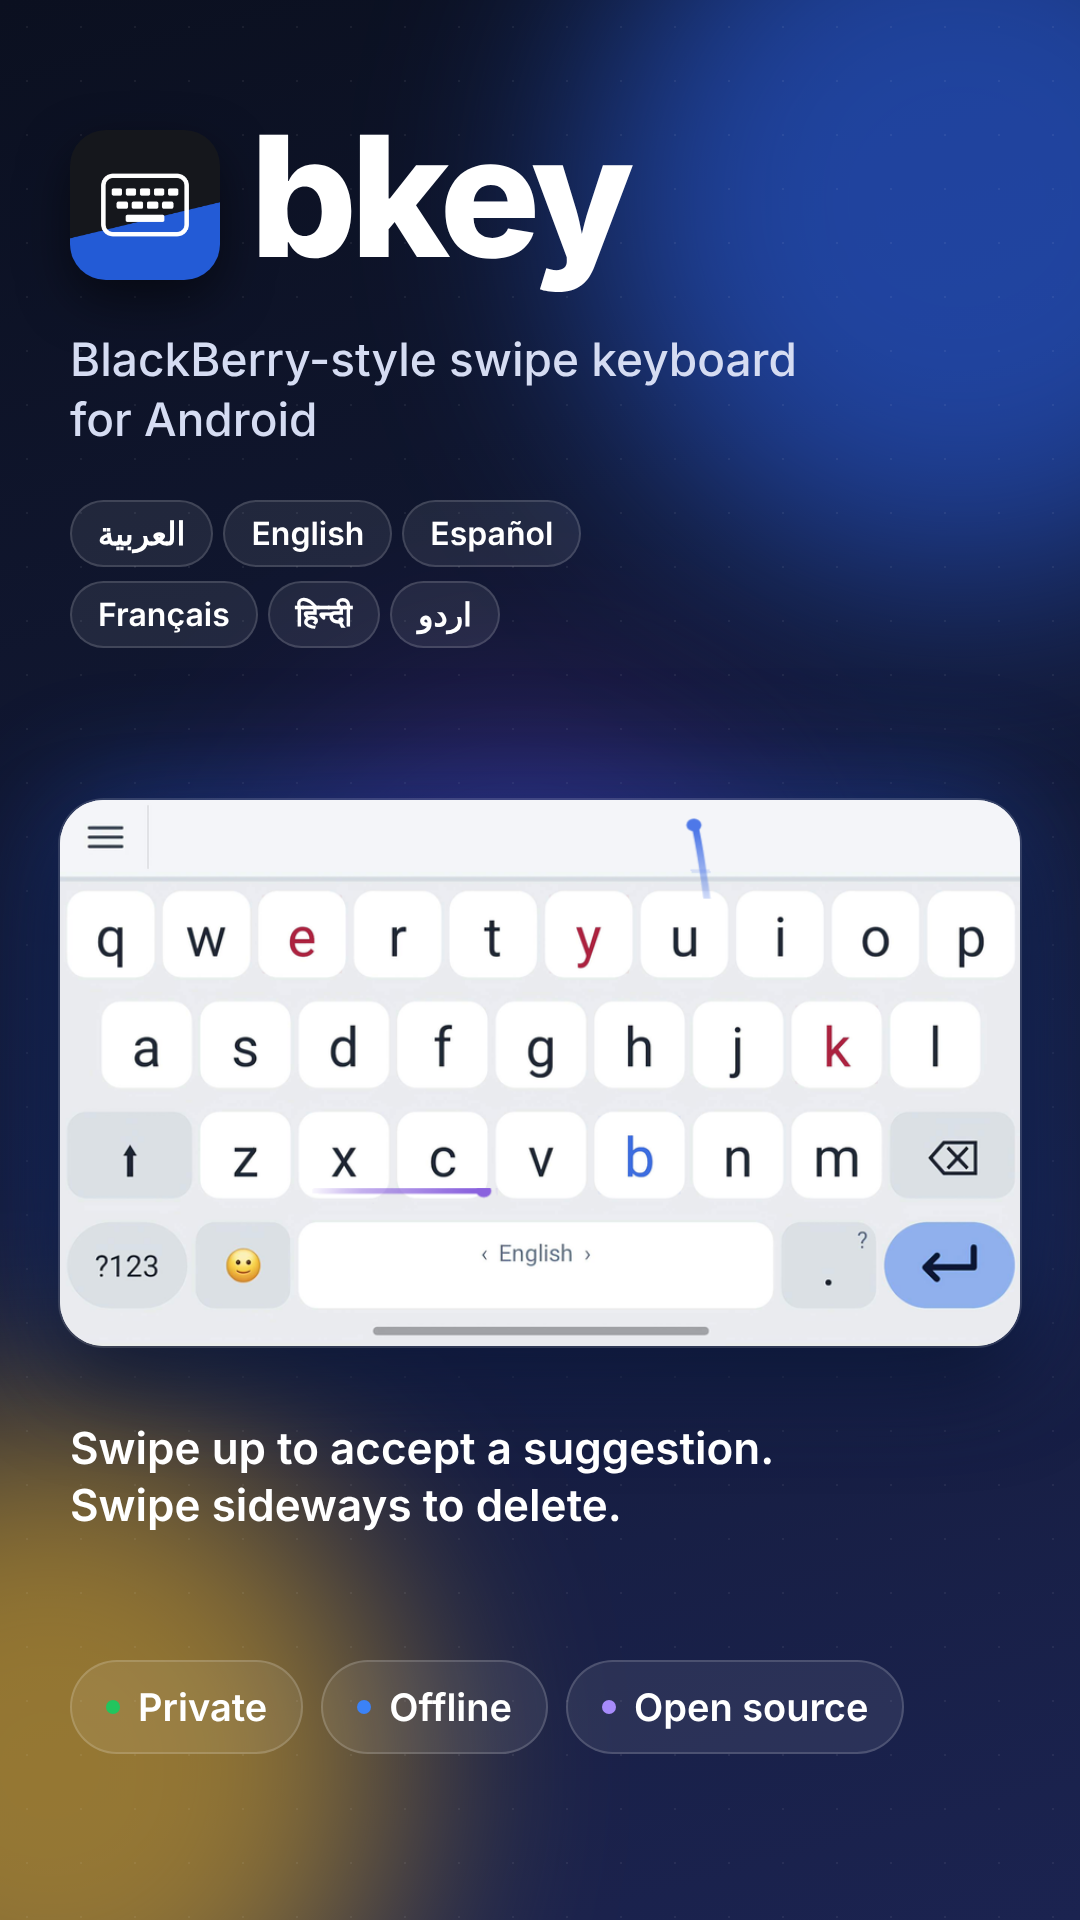 bkey
BlackBerry-style swipe keyboard
for Android
العربية English Español
Français हिन्दी اردو
q w e r t y u i o p
a s d f g h j k l
z x c v b n m
?123 ‹ English › . ?
Swipe up to accept a suggestion.
Swipe sideways to delete.
Private Offline Open source